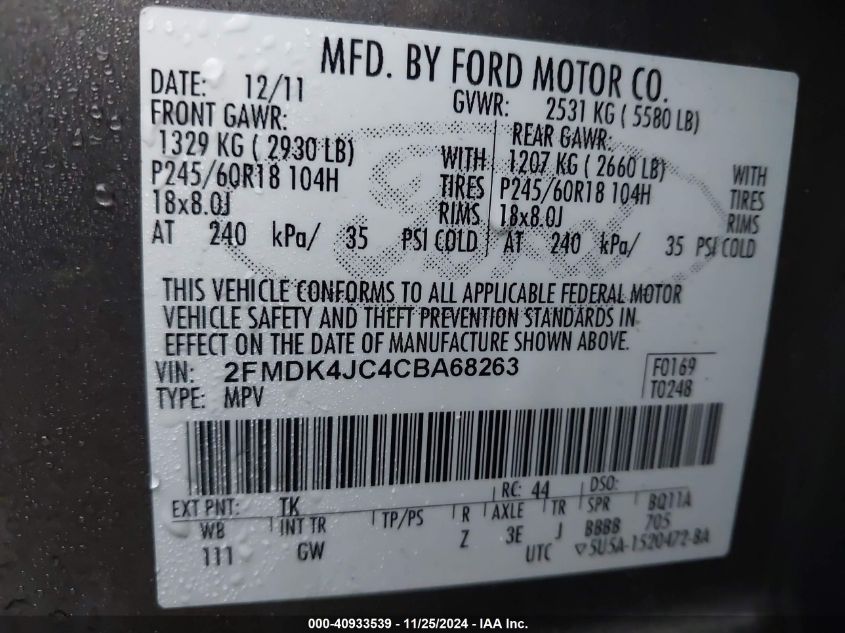 MFD. BY FORD MOTOR CO.
DATE: 12/11 GVWR: 2531 KG ( 5580 LB)
FRONT GAWR: REAR GAWR:
1329 KG ( 2930 LB) WITH 1207 KG ( 2660 LB) WITH
P245/60R18 104H TIRES P245/60R18 104H TIRES
18x8.0J RIMS 18x8.0J RIMS
AT 240 kPa/ 35 PSI COLD AT 240 kPa/ 35 PSI COLD
THIS VEHICLE CONFORMS TO ALL APPLICABLE FEDERAL MOTOR
VEHICLE SAFETY AND THEFT PREVENTION STANDARDS IN
EFFECT ON THE DATE OF MANUFACTURE SHOWN ABOVE.
VIN: 2FMDK4JC4CBA68263 F0169
TYPE: MPV T0248
EXT PNT: TK RC: 44 DSO:
WB INT TR TP/PS R AXLE TR SPR BQ11A
111 GW Z 3E J BBBB 705
UTC ▽5U5A-1520472-BA
000-40933539 - 11/25/2024 - IAA Inc.